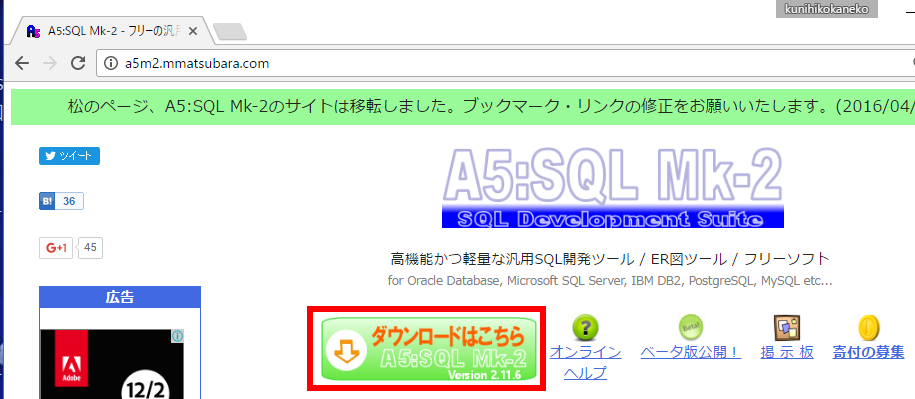 kunihikokaneko
A5:SQL Mk-2 - フリーの汎用
a5m2.mmatsubara.com
松のページ、A5:SQL Mk-2のサイトは移転しました。ブックマーク・リンクの修正をお願いいたします。(2016/04/
ツイート
B! 36
G+1 45
A5:SQL Mk-2
SQL Development Suite
高機能かつ軽量な汎用SQL開発ツール / ER図ツール / フリーソフト
for Oracle Database, Microsoft SQL Server, IBM DB2, PostgreSQL, MySQL etc...
広告
Adobe
12/2
ダウンロードはこちら
A5:SQL Mk-2
Version 2.11.6
オンライン
ヘルプ
Beta!
ベータ版公開！
掲 示 板
寄付の募集